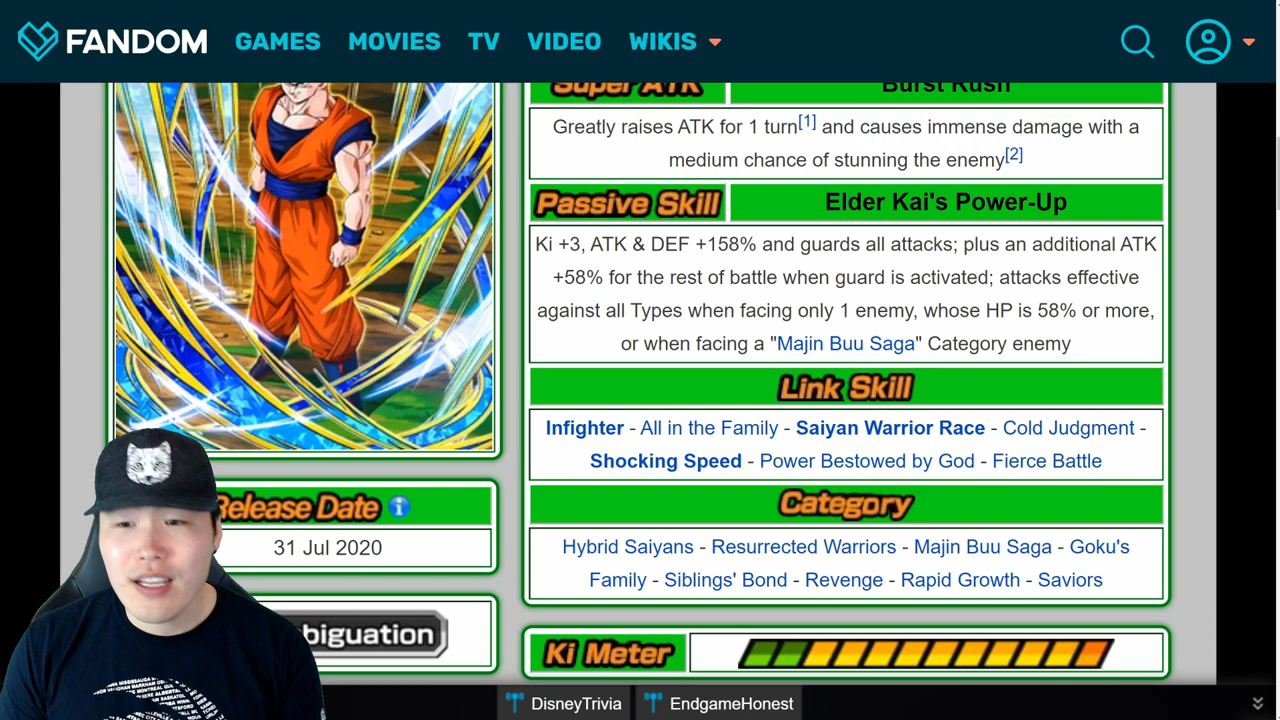 FANDOM GAMES MOVIES TV VIDEO WIKIS
Super ATK Burst Rush
Greatly raises ATK for 1 turn[1] and causes immense damage with a
medium chance of stunning the enemy[2]
Passive Skill Elder Kai's Power-Up
Ki +3, ATK & DEF +158% and guards all attacks; plus an additional ATK
+58% for the rest of battle when guard is activated; attacks effective
against all Types when facing only 1 enemy, whose HP is 58% or more,
or when facing a "Majin Buu Saga" Category enemy
Link Skill
Infighter - All in the Family - Saiyan Warrior Race - Cold Judgment -
Shocking Speed - Power Bestowed by God - Fierce Battle
Category
Hybrid Saiyans - Resurrected Warriors - Majin Buu Saga - Goku's
Family - Siblings' Bond - Revenge - Rapid Growth - Saviors
Ki Meter
Release Date i
31 Jul 2020
biguation
DisneyTrivia EndgameHonest